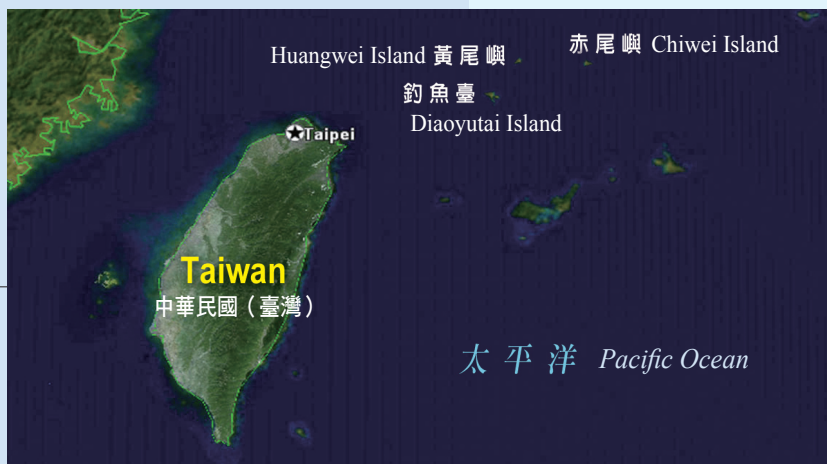 Huangwei Island 黃尾嶼
赤尾嶼 Chiwei Island
釣魚臺
Diaoyutai Island
Taipei
Taiwan
中華民國（臺灣）
太平洋 Pacific Ocean